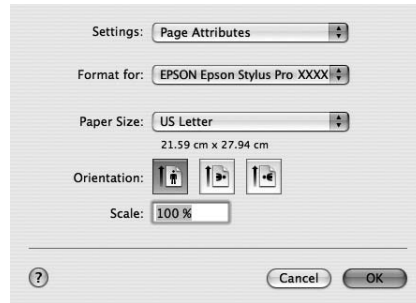 Settings: Page Attributes
Format for: EPSON Epson Stylus Pro XXXX
Paper Size: US Letter
21.59 cm x 27.94 cm
Orientation:
Scale: 100 %
? Cancel OK